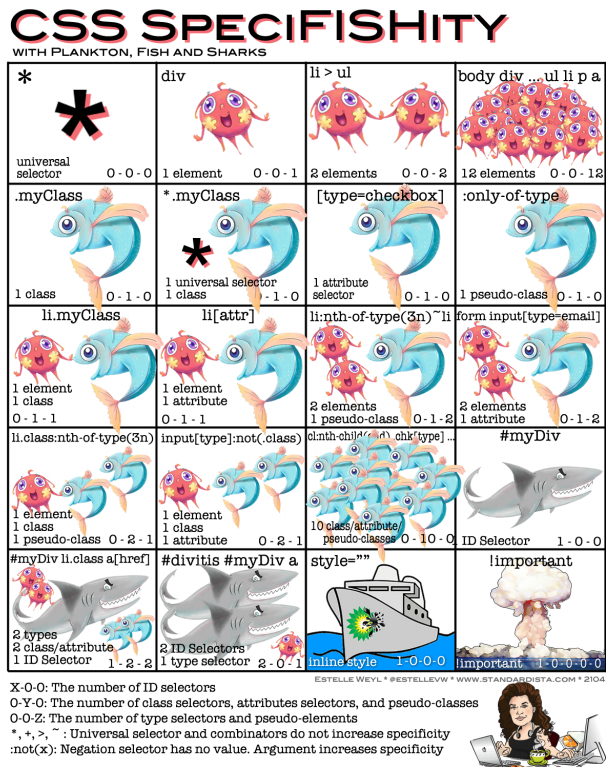 CSS SpeciFISHity
with Plankton, Fish and Sharks
*
universal
selector 0-0-0
div
1 element 0-0-1
li > ul
2 elements 0-0-2
body div ... ul li p a
12 elements 0-0-12
.myClass
1 class 0-1-0
*.myClass
1 universal selector
1 class 0-1-0
[type=checkbox]
1 attribute
selector 0-1-0
:only-of-type
1 pseudo-class 0-1-0
li.myClass
1 element
1 class
0-1-1
li[attr]
1 element
1 attribute
0-1-1
li:nth-of-type(3n)~li
2 elements
1 pseudo-class 0-1-2
form input[type=email]
2 elements
1 attribute 0-1-2
li.class:nth-of-type(3n)
1 element
1 class
1 pseudo-class 0-2-1
input[type]:not(.class)
1 element
1 class
1 attribute 0-2-1
chk[type] ...
10 class/attribute/
pseudo-classes 0-10-0
#myDiv
ID Selector 1-0-0
#myDiv li.class a[href]
2 types
2 class/attribute
1 ID Selector 1-2-2
#divitis #myDiv a
2 ID Selectors
1 type selector 2-0-1
style=""
bp
inline style 1-0-0-0
!important
!important 1-0-0-0-0
Estelle Weyl * @estellevw * www.standardista.com * 2104
X-0-0: The number of ID selectors
0-Y-0: The number of class selectors, attributes selectors, and pseudo-classes
0-0-Z: The number of type selectors and pseudo-elements
*, +, >, ~ : Universal selector and combinators do not increase specificity
:not(x): Negation selector has no value. Argument increases specificity